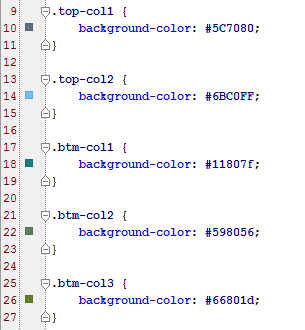 9 .top-col1 {
10 background-color: #5C7080;
11 }
12
13 .top-col2 {
14 background-color: #6BC0FF;
15 }
16
17 .btm-col1 {
18 background-color: #11807f;
19 }
20
21 .btm-col2 {
22 background-color: #598056;
23 }
24
25 .btm-col3 {
26 background-color: #66801d;
27 }